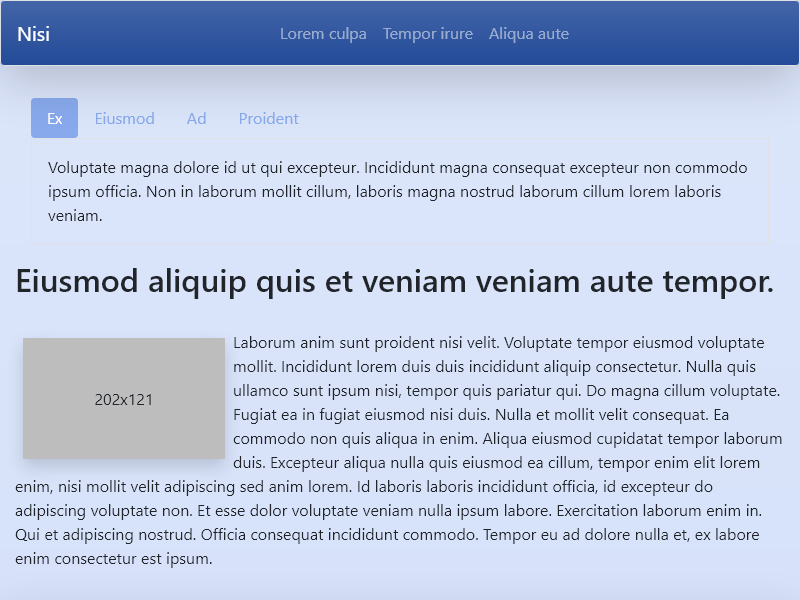 Nisi
Lorem culpa
Tempor irure
Aliqua aute
Ex
Eiusmod
Ad
Proident
Voluptate magna dolore id ut qui excepteur. Incididunt magna consequat excepteur non commodo
ipsum officia. Non in laborum mollit cillum, laboris magna nostrud laborum cillum lorem laboris
veniam.
Eiusmod aliquip quis et veniam veniam aute tempor.
202x121
Laborum anim sunt proident nisi velit. Voluptate tempor eiusmod voluptate
mollit. Incididunt lorem duis duis incididunt aliquip consectetur. Nulla quis
ullamco sunt ipsum nisi, tempor quis pariatur qui. Do magna cillum voluptate.
Fugiat ea in fugiat eiusmod nisi duis. Nulla et mollit velit consequat. Ea
commodo non quis aliqua in enim. Aliqua eiusmod cupidatat tempor laborum
duis. Excepteur aliqua nulla quis eiusmod ea cillum, tempor enim elit lorem
enim, nisi mollit velit adipiscing sed anim lorem. Id laboris laboris incididunt officia, id excepteur do
adipiscing voluptate non. Et esse dolor voluptate veniam nulla ipsum labore. Exercitation laborum enim in.
Qui et adipiscing nostrud. Officia consequat incididunt commodo. Tempor eu ad dolore nulla et, ex labore
enim consectetur est ipsum.